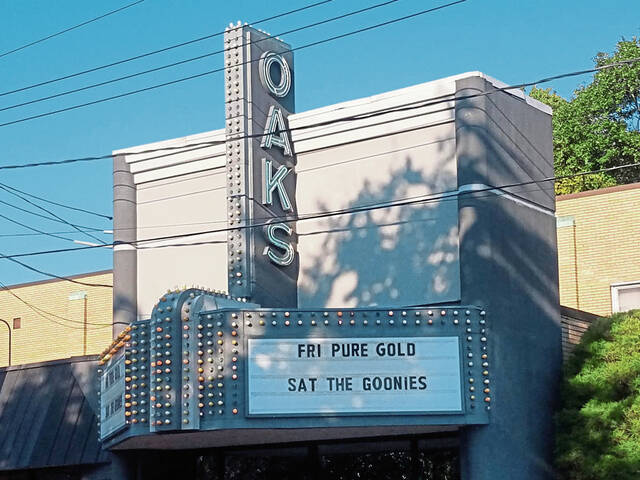 OAKS
FRI PURE GOLD
SAT THE GOONIES